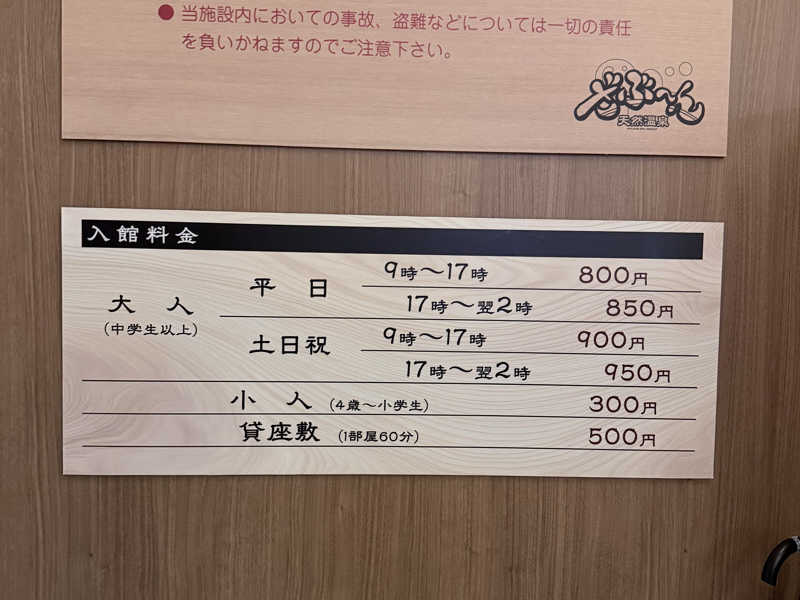 ●当施設内においての事故、盗難などについては一切の責任
を負いかねますのでご注意下さい。
ざぶ〜ん
天然温泉
入館料金
大人 平日 9時〜17時 800円
(中学生以上) 17時〜翌2時 850円
土日祝 9時〜17時 900円
17時〜翌2時 950円
小人 (4歳〜小学生) 300円
貸座敷 (1部屋60分) 500円